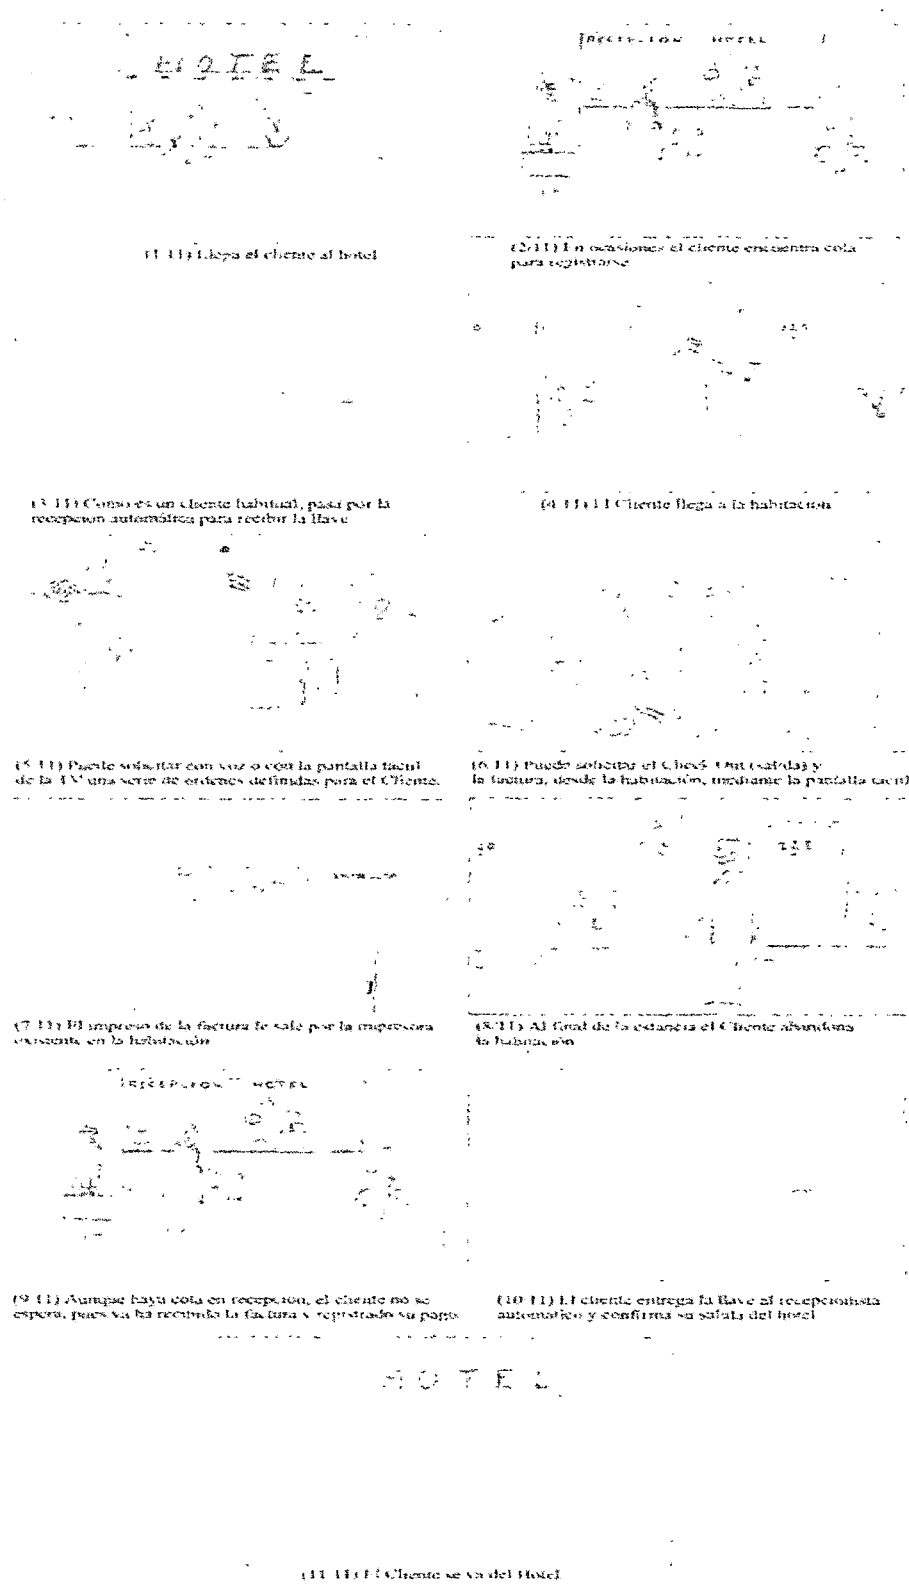 HOTEL
RECEPCION HOTEL
(1-11) Llega el cliente al hotel
(2-11) En ocasiones el cliente encuentra cola
para registrarse
(3-11) Como es un cliente habitual, pasa por la
recepción automática para recibir la llave
(4-11) El Cliente llega a la habitación
(5-11) Puede solicitar con voz o con la pantalla tácil
de la TV una serie de ordenes definidas para el Cliente.
(6-11) Puede solicitar el Check-Out (salida) y
la factura, desde la habitación, mediante la pantalla tácil
(7-11) El impreso de la factura le sale por la impresora
existente en la habitación
(8-11) Al final de la estancia el Cliente abandona
la habitación
RECEPCION HOTEL
(9-11) Aunque haya cola en recepción, el cliente no se
espera, pues ya ha recibido la factura y registrado su pago
(10-11) El cliente entrega la llave al recepcionista
automático y confirma su salida del hotel
HOTEL
(11-11) El Cliente se va del Hotel.